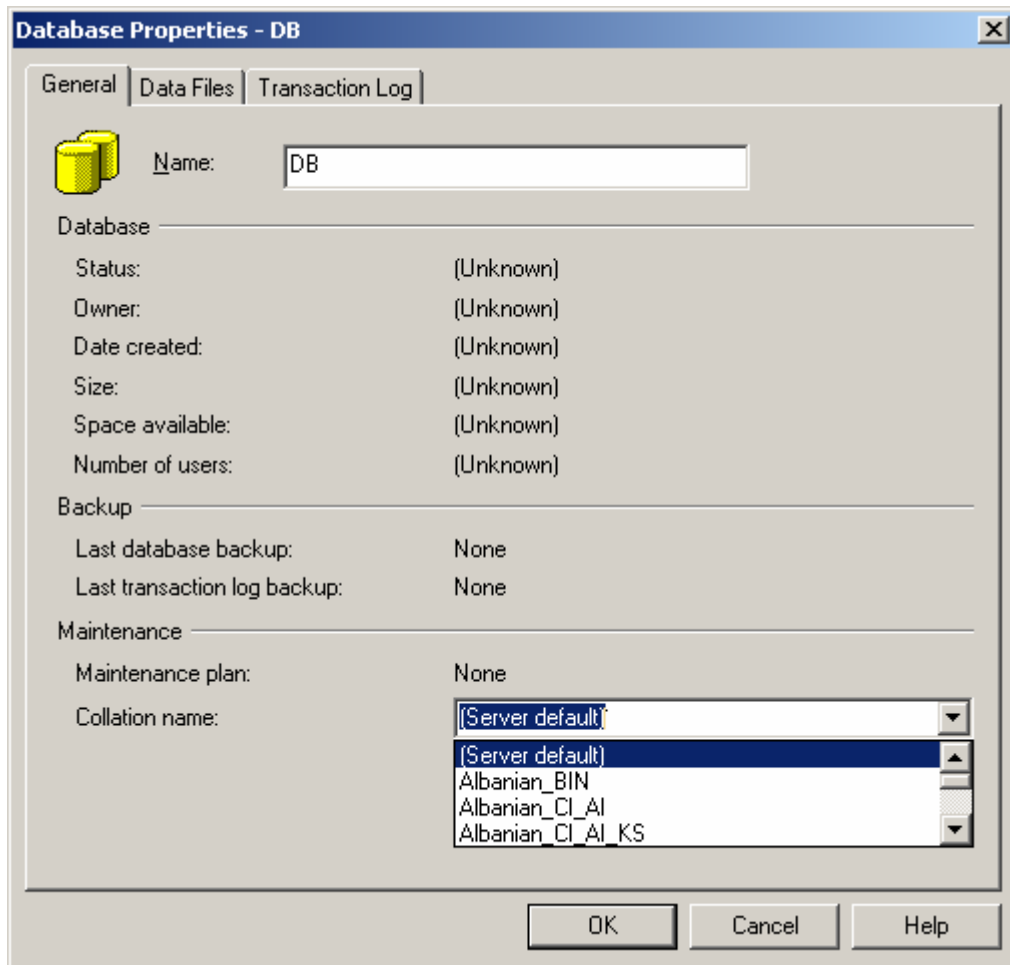 Database Properties - DB
General Data Files Transaction Log
Name: DB
Database
Status: (Unknown)
Owner: (Unknown)
Date created: (Unknown)
Size: (Unknown)
Space available: (Unknown)
Number of users: (Unknown)
Backup
Last database backup: None
Last transaction log backup: None
Maintenance
Maintenance plan: None
Collation name: (Server default)
(Server default)
Albanian_BIN
Albanian_CI_AI
Albanian_CI_AI_KS
OK Cancel Help